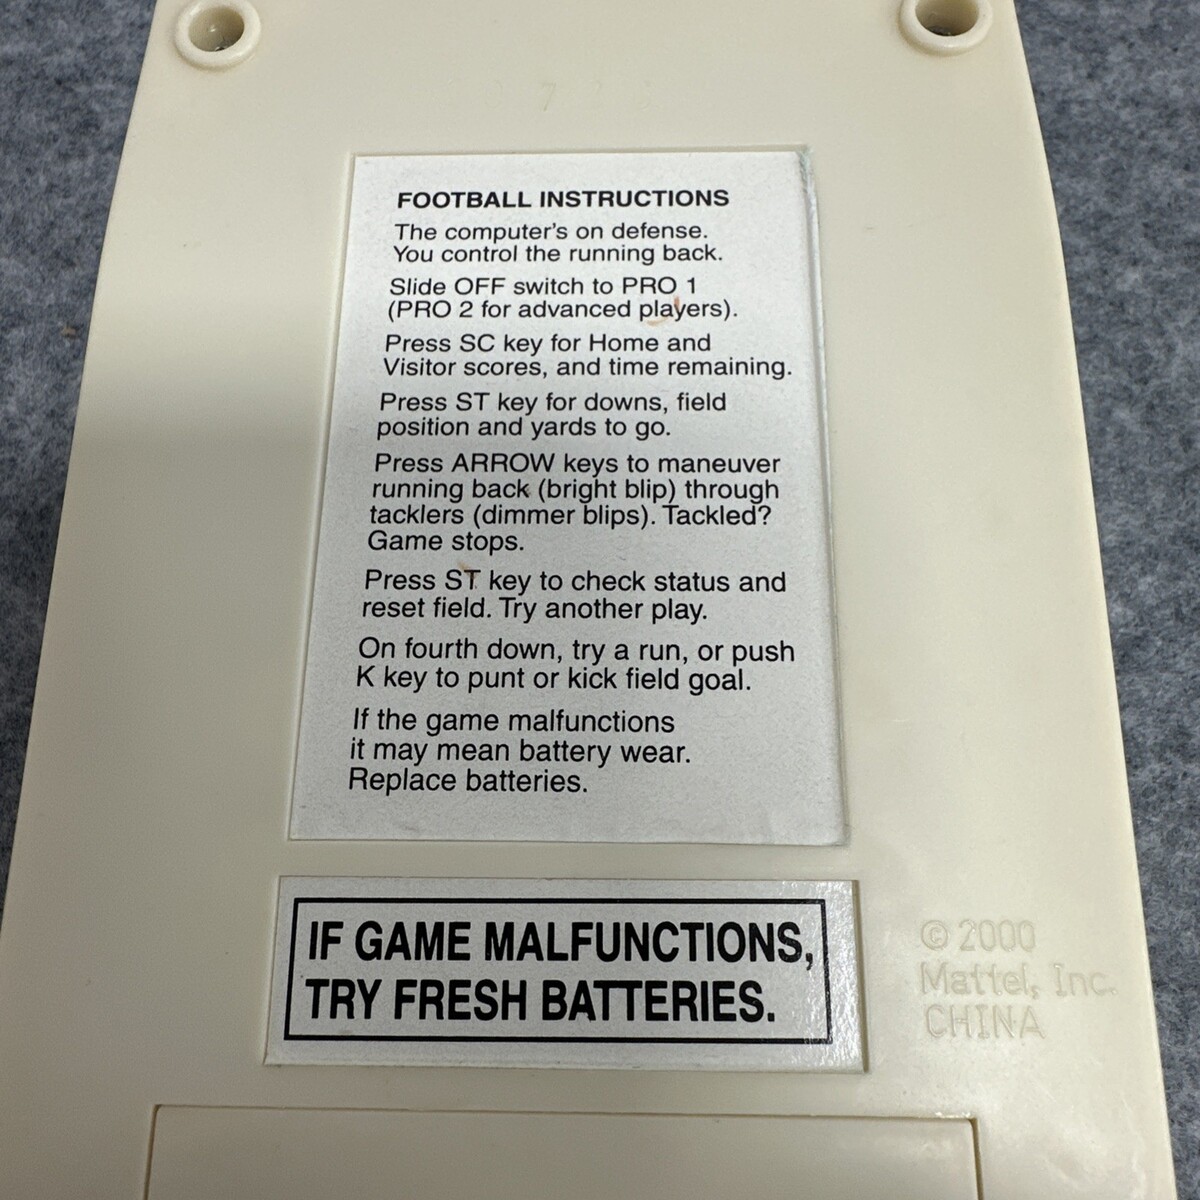 FOOTBALL INSTRUCTIONS
The computer's on defense.
You control the running back.
Slide OFF switch to PRO 1
(PRO 2 for advanced players).
Press SC key for Home and
Visitor scores, and time remaining.
Press ST key for downs, field
position and yards to go.
Press ARROW keys to maneuver
running back (bright blip) through
tacklers (dimmer blips). Tackled?
Game stops.
Press ST key to check status and
reset field. Try another play.
On fourth down, try a run, or push
K key to punt or kick field goal.
If the game malfunctions
it may mean battery wear.
Replace batteries.
IF GAME MALFUNCTIONS,
TRY FRESH BATTERIES.
© 2000
Mattel, Inc.
CHINA